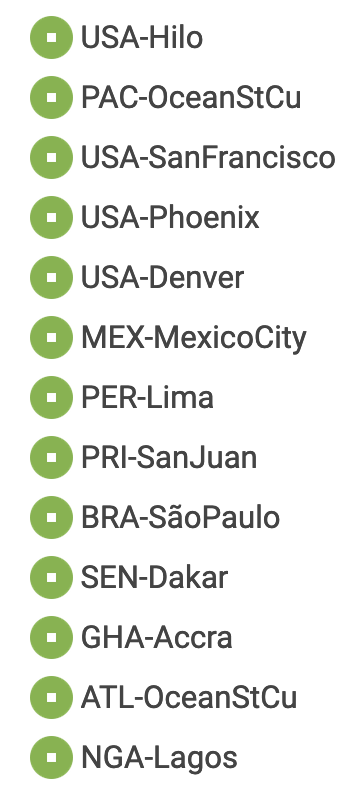 USA-Hilo
PAC-OceanStCu
USA-SanFrancisco
USA-Phoenix
USA-Denver
MEX-MexicoCity
PER-Lima
PRI-SanJuan
BRA-SãoPaulo
SEN-Dakar
GHA-Accra
ATL-OceanStCu
NGA-Lagos